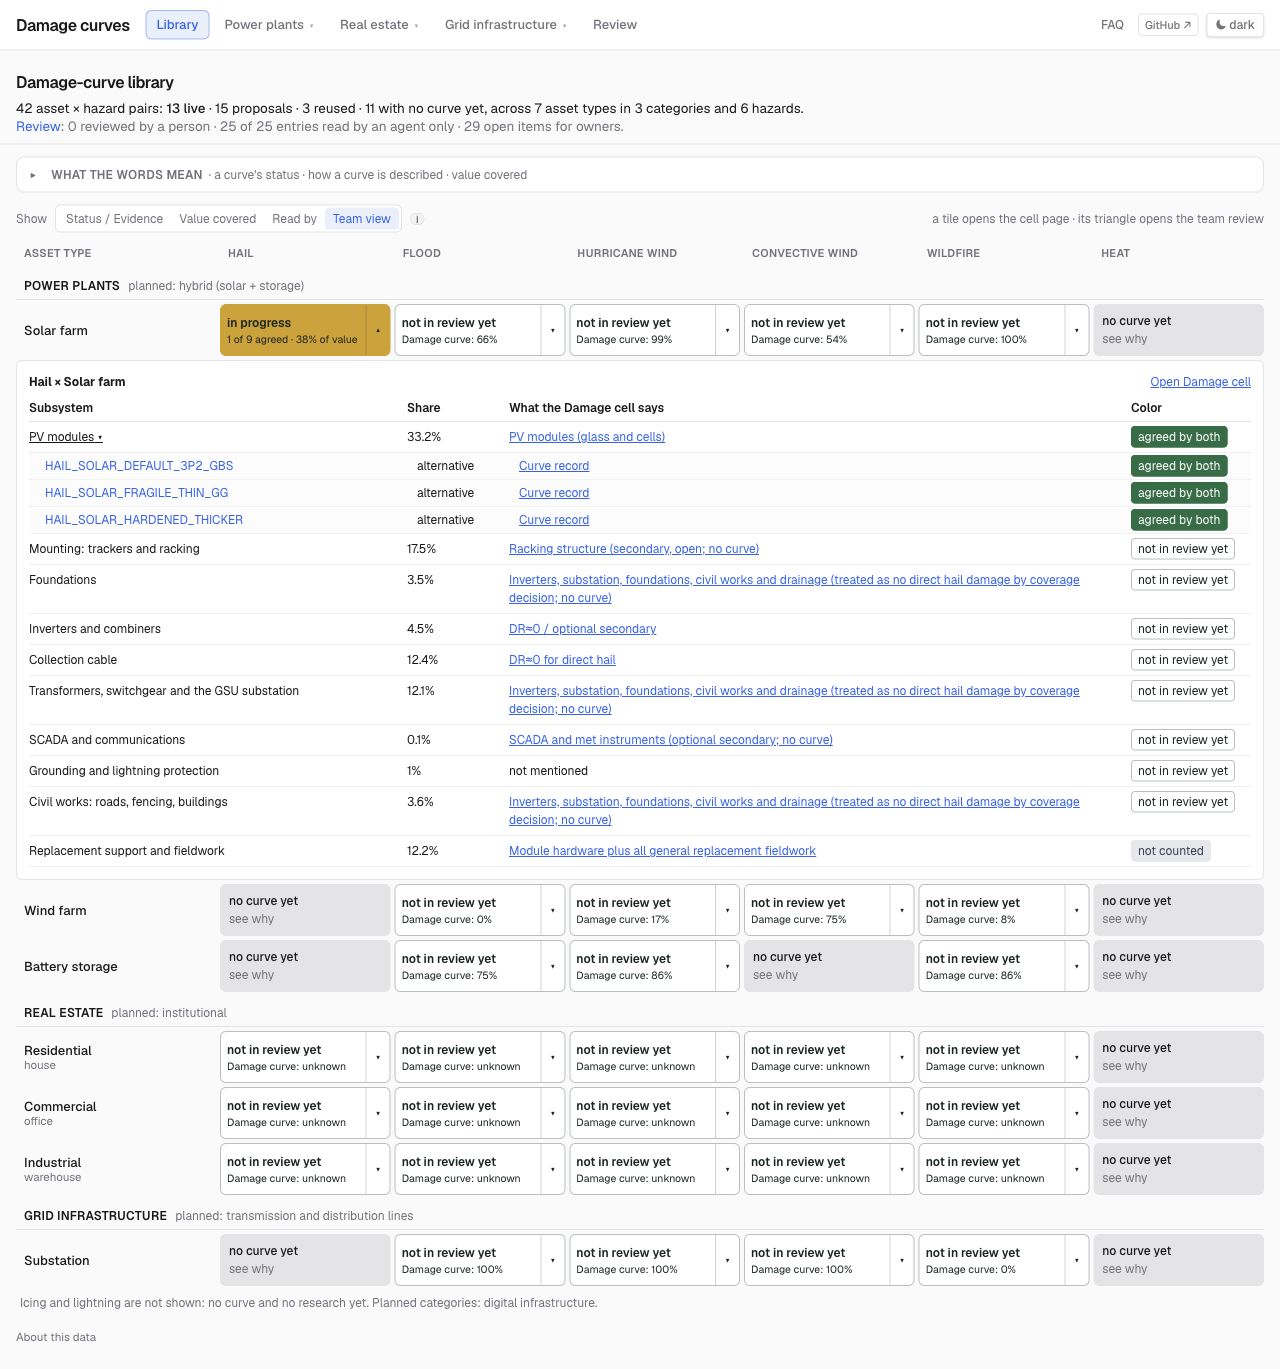 Damage curves Library Power plants Real estate Grid infrastructure Review FAQ GitHub ↗ dark
Damage-curve library
42 asset × hazard pairs: 13 live · 15 proposals · 3 reused · 11 with no curve yet, across 7 asset types in 3 categories and 6 hazards.
Review: 0 reviewed by a person · 25 of 25 entries read by an agent only · 29 open items for owners.
▸ WHAT THE WORDS MEAN · a curve's status · how a curve is described · value covered
Show Status / Evidence Value covered Read by Team view i a tile opens the cell page · its triangle opens the team review
ASSET TYPE HAIL FLOOD HURRICANE WIND CONVECTIVE WIND WILDFIRE HEAT
POWER PLANTS planned: hybrid (solar + storage)
Solar farm
in progress not in review yet not in review yet not in review yet not in review yet no curve yet
1 of 9 agreed · 38% of value Damage curve: 66% Damage curve: 99% Damage curve: 54% Damage curve: 100% see why
Hail × Solar farm Open Damage cell
Subsystem Share What the Damage cell says Color
PV modules ▾ 33.2% PV modules (glass and cells) agreed by both
HAIL_SOLAR_DEFAULT_3P2_GBS alternative Curve record agreed by both
HAIL_SOLAR_FRAGILE_THIN_GG alternative Curve record agreed by both
HAIL_SOLAR_HARDENED_THICKER alternative Curve record agreed by both
Mounting: trackers and racking 17.5% Racking structure (secondary, open; no curve) not in review yet
Foundations 3.5% Inverters, substation, foundations, civil works and drainage (treated as no direct hail damage by coverage not in review yet
decision; no curve)
Inverters and combiners 4.5% DR≈0 / optional secondary not in review yet
Collection cable 12.4% DR≈0 for direct hail not in review yet
Transformers, switchgear and the GSU substation 12.1% Inverters, substation, foundations, civil works and drainage (treated as no direct hail damage by coverage not in review yet
decision; no curve)
SCADA and communications 0.1% SCADA and met instruments (optional secondary; no curve) not in review yet
Grounding and lightning protection 1% not mentioned not in review yet
Civil works: roads, fencing, buildings 3.6% Inverters, substation, foundations, civil works and drainage (treated as no direct hail damage by coverage not in review yet
decision; no curve)
Replacement support and fieldwork 12.2% Module hardware plus all general replacement fieldwork not counted
Wind farm
no curve yet not in review yet not in review yet not in review yet not in review yet no curve yet
see why Damage curve: 0% Damage curve: 17% Damage curve: 75% Damage curve: 8% see why
Battery storage
no curve yet not in review yet not in review yet no curve yet not in review yet no curve yet
see why Damage curve: 75% Damage curve: 86% see why Damage curve: 86% see why
REAL ESTATE planned: institutional
Residential not in review yet not in review yet not in review yet not in review yet not in review yet no curve yet
house Damage curve: unknown Damage curve: unknown Damage curve: unknown Damage curve: unknown Damage curve: unknown see why
Commercial not in review yet not in review yet not in review yet not in review yet not in review yet no curve yet
office Damage curve: unknown Damage curve: unknown Damage curve: unknown Damage curve: unknown Damage curve: unknown see why
Industrial not in review yet not in review yet not in review yet not in review yet not in review yet no curve yet
warehouse Damage curve: unknown Damage curve: unknown Damage curve: unknown Damage curve: unknown Damage curve: unknown see why
GRID INFRASTRUCTURE planned: transmission and distribution lines
Substation
no curve yet not in review yet not in review yet not in review yet not in review yet no curve yet
see why Damage curve: 100% Damage curve: 100% Damage curve: 100% Damage curve: 0% see why
Icing and lightning are not shown: no curve and no research yet. Planned categories: digital infrastructure.
About this data